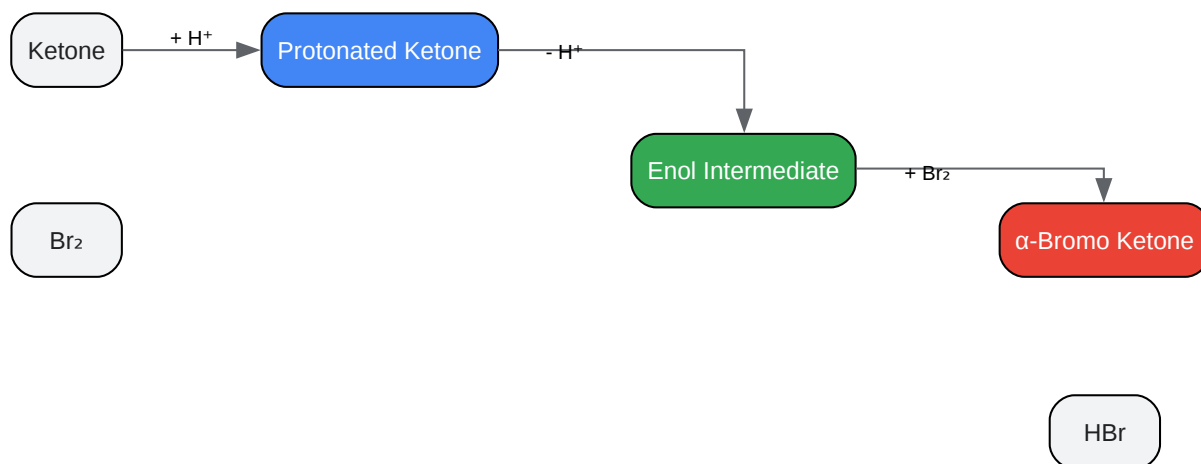 Ketone
+ H⁺
Protonated Ketone
- H⁺
Enol Intermediate
+ Br₂
α-Bromo Ketone
Br₂
HBr